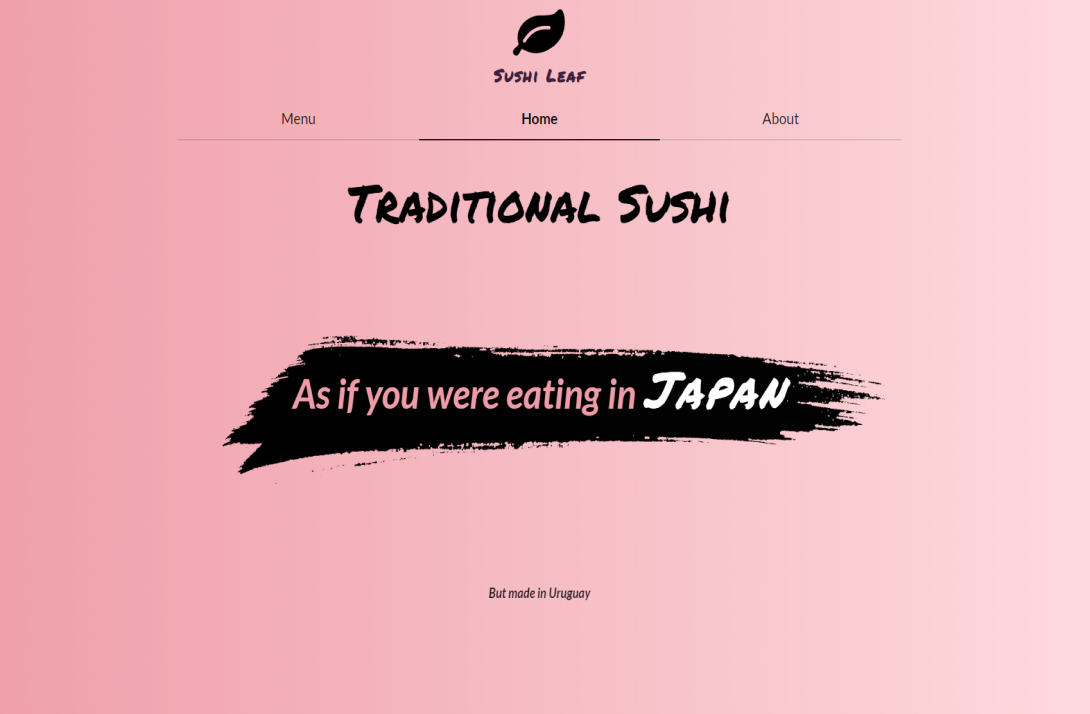 Sushi Leaf
Menu Home About
Traditional Sushi
As if you were eating in Japan
But made in Uruguay